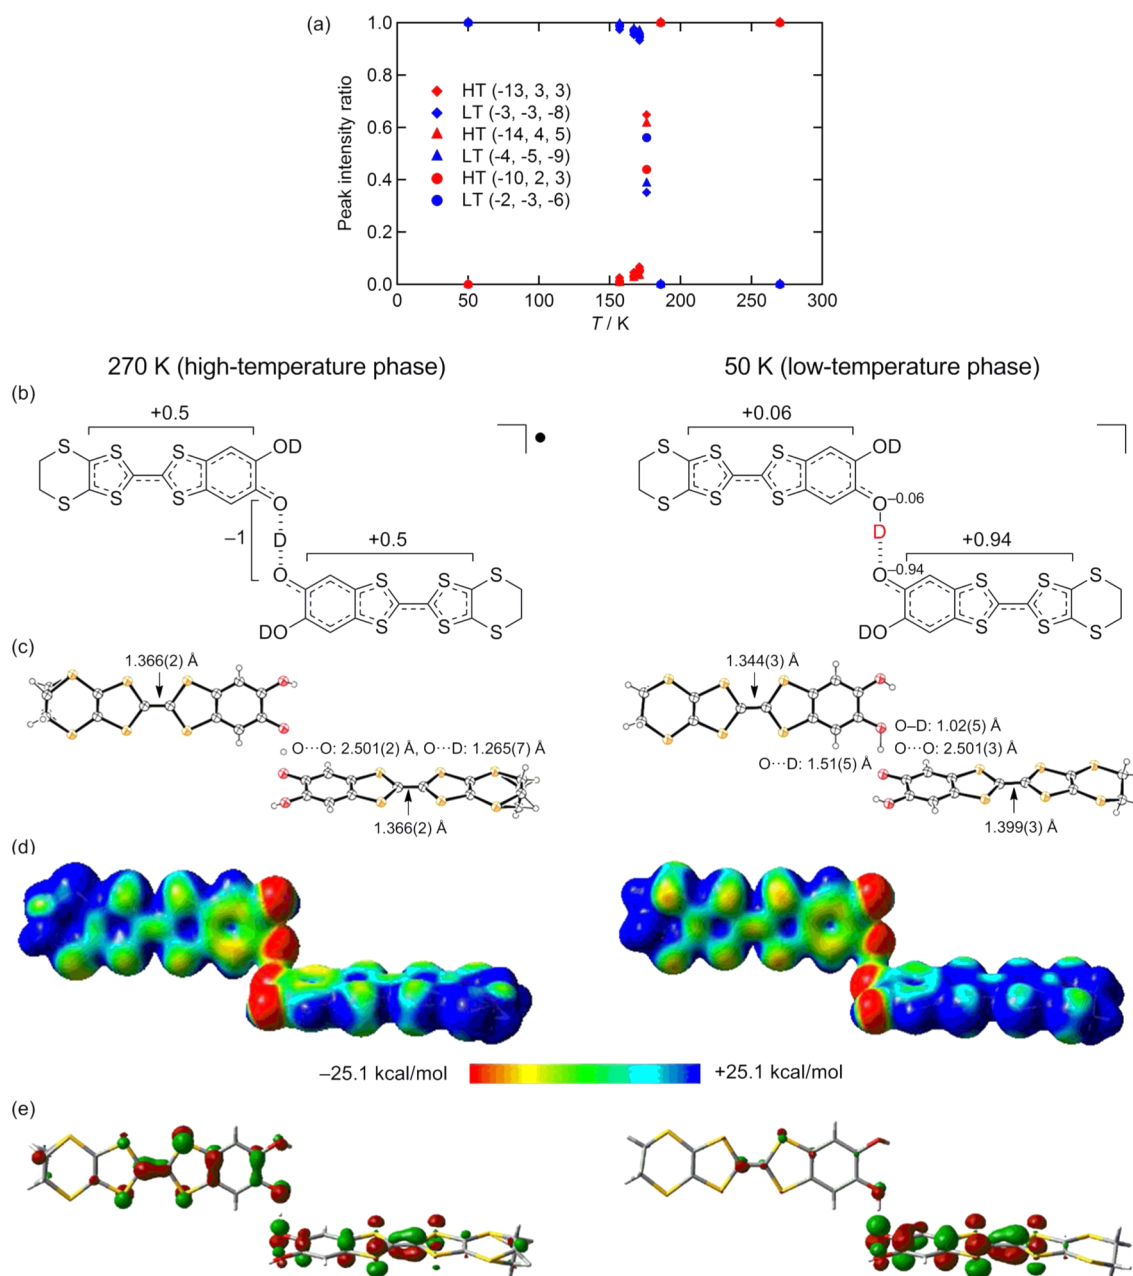 (a)
1.0
0.8
0.6
0.4
0.2
0.0
Peak intensity ratio
HT (-13, 3, 3)
LT (-3, -3, -8)
HT (-14, 4, 5)
LT (-4, -5, -9)
HT (-10, 2, 3)
LT (-2, -3, -6)
0 50 100 150 200 250 300
T / K
270 K (high-temperature phase)
50 K (low-temperature phase)
(b)
+0.5
S S S OD
S S S O
–1 D
+0.5
O S S S
DO S S S
+0.06
S S S OD
S S S O–0.06
D
+0.94
O–0.94 S S S
DO S S S
(c)
1.366(2) Å
O···O: 2.501(2) Å, O···D: 1.265(7) Å
1.366(2) Å
1.344(3) Å
O–D: 1.02(5) Å
O···O: 2.501(3) Å
O···D: 1.51(5) Å
1.399(3) Å
(d)
–25.1 kcal/mol
+25.1 kcal/mol
(e)